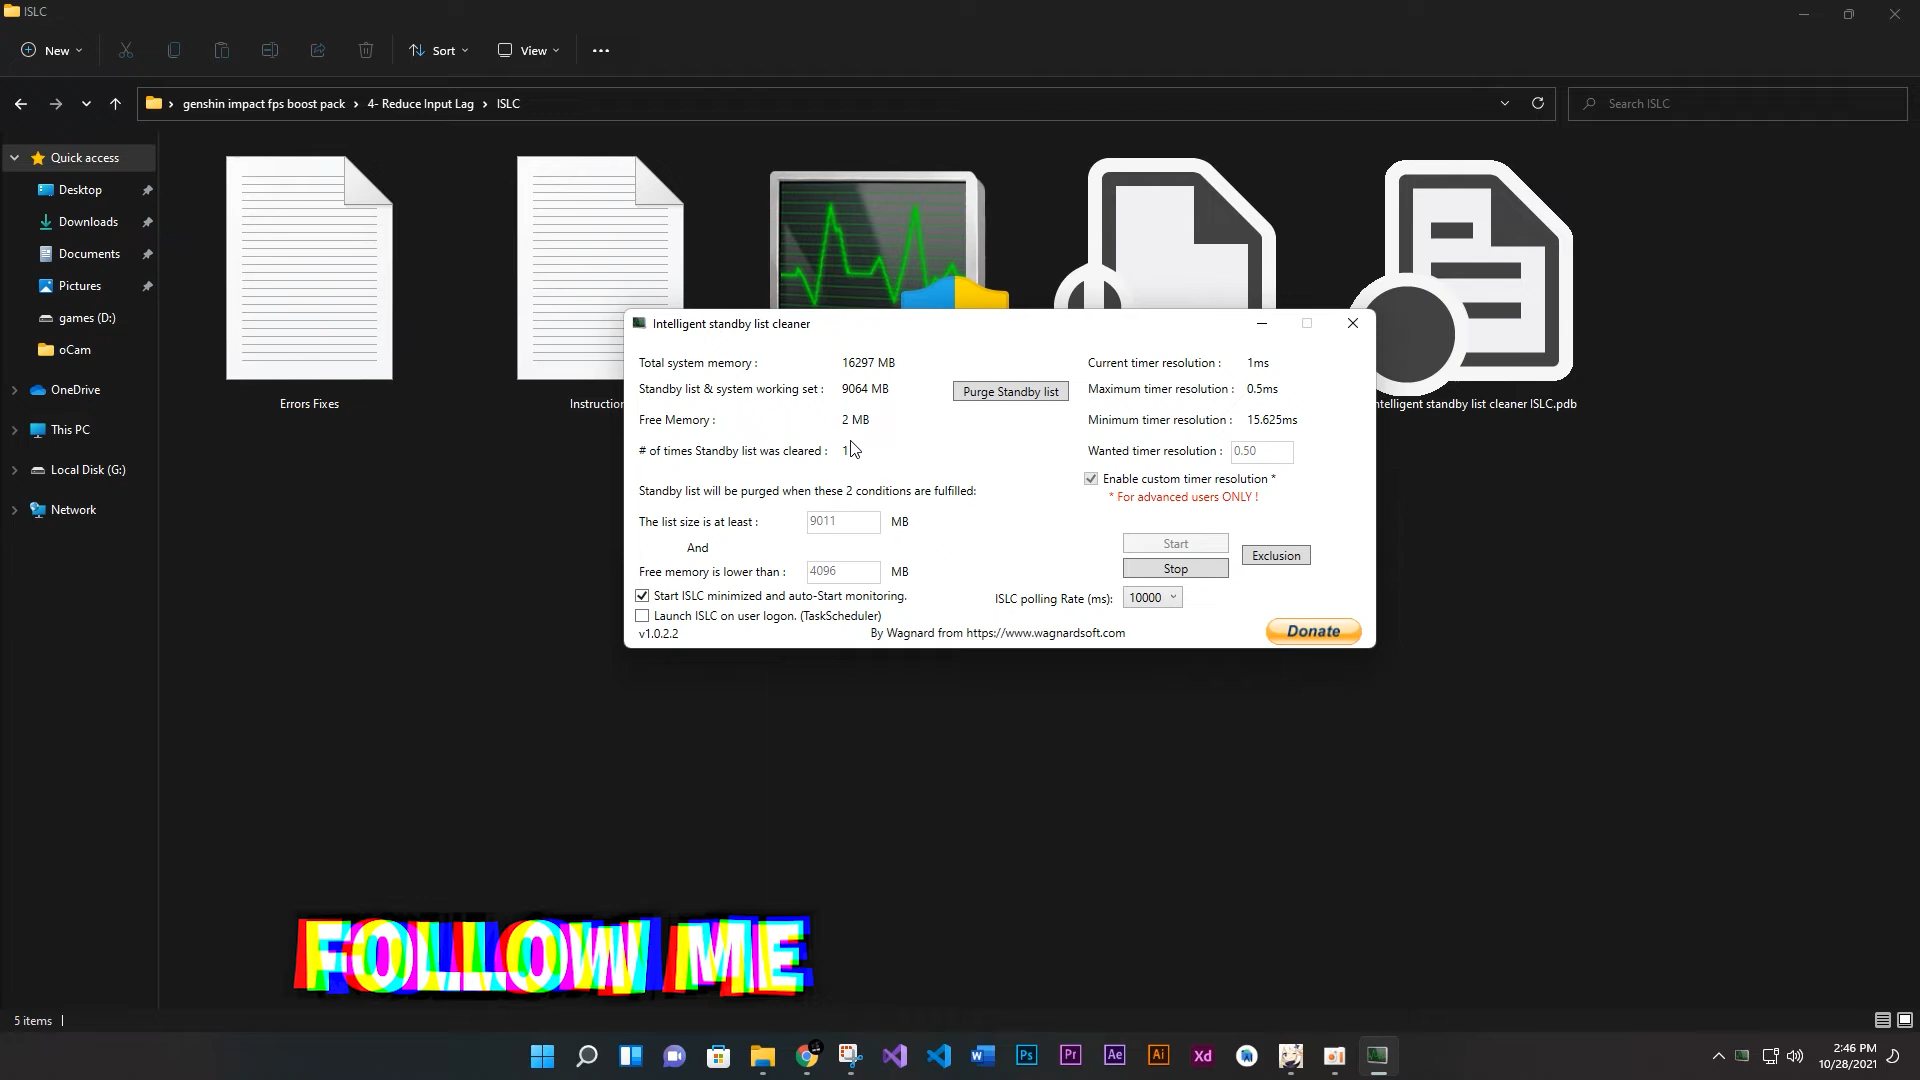 ISLC
New
Sort
View
genshin impact fps boost pack
4- Reduce Input Lag
ISLC
Search ISLC
Quick access
Desktop
Downloads
Documents
Pictures
games (D:)
oCam
OneDrive
This PC
Local Disk (G:)
Network
Errors Fixes
Instruction
ntelligent standby list cleaner ISLC.pdb
Intelligent standby list cleaner
Total system memory : 16297 MB
Standby list & system working set : 9064 MB
Purge Standby list
Free Memory : 2 MB
# of times Standby list was cleared : 1
Standby list will be purged when these 2 conditions are fulfilled:
The list size is at least : 9011 MB
And
Free memory is lower than : 4096 MB
Start ISLC minimized and auto-Start monitoring.
Launch ISLC on user logon. (TaskScheduler)
v1.0.2.2
Current timer resolution : 1ms
Maximum timer resolution : 0.5ms
Minimum timer resolution : 15.625ms
Wanted timer resolution : 0.50
Enable custom timer resolution *
* For advanced users ONLY !
Start
Stop
Exclusion
ISLC polling Rate (ms): 10000
By Wagnard from https://www.wagnardsoft.com
Donate
FOLLOW ME
5 items
W
Ps
Pr
Ae
Ai
Xd
2:46 PM
10/28/2021